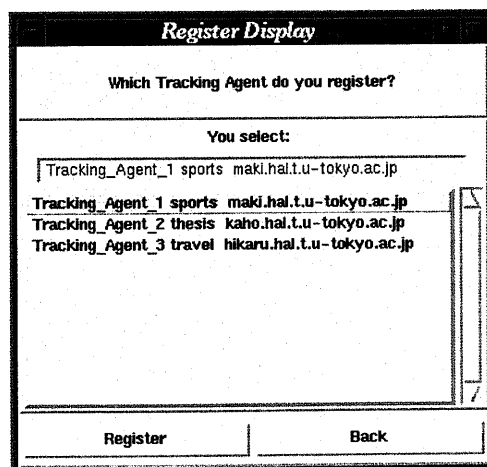 Register Display
Which Tracking Agent do you register?
You select:
Tracking_Agent_1 sports maki.hal.t.u-tokyo.ac.jp
Tracking_Agent_1 sports maki.hal.t.u-tokyo.ac.jp
Tracking_Agent_2 thesis kaho.hal.t.u-tokyo.ac.jp
Tracking_Agent_3 travel hikaru.hal.t.u-tokyo.ac.jp
Register Back